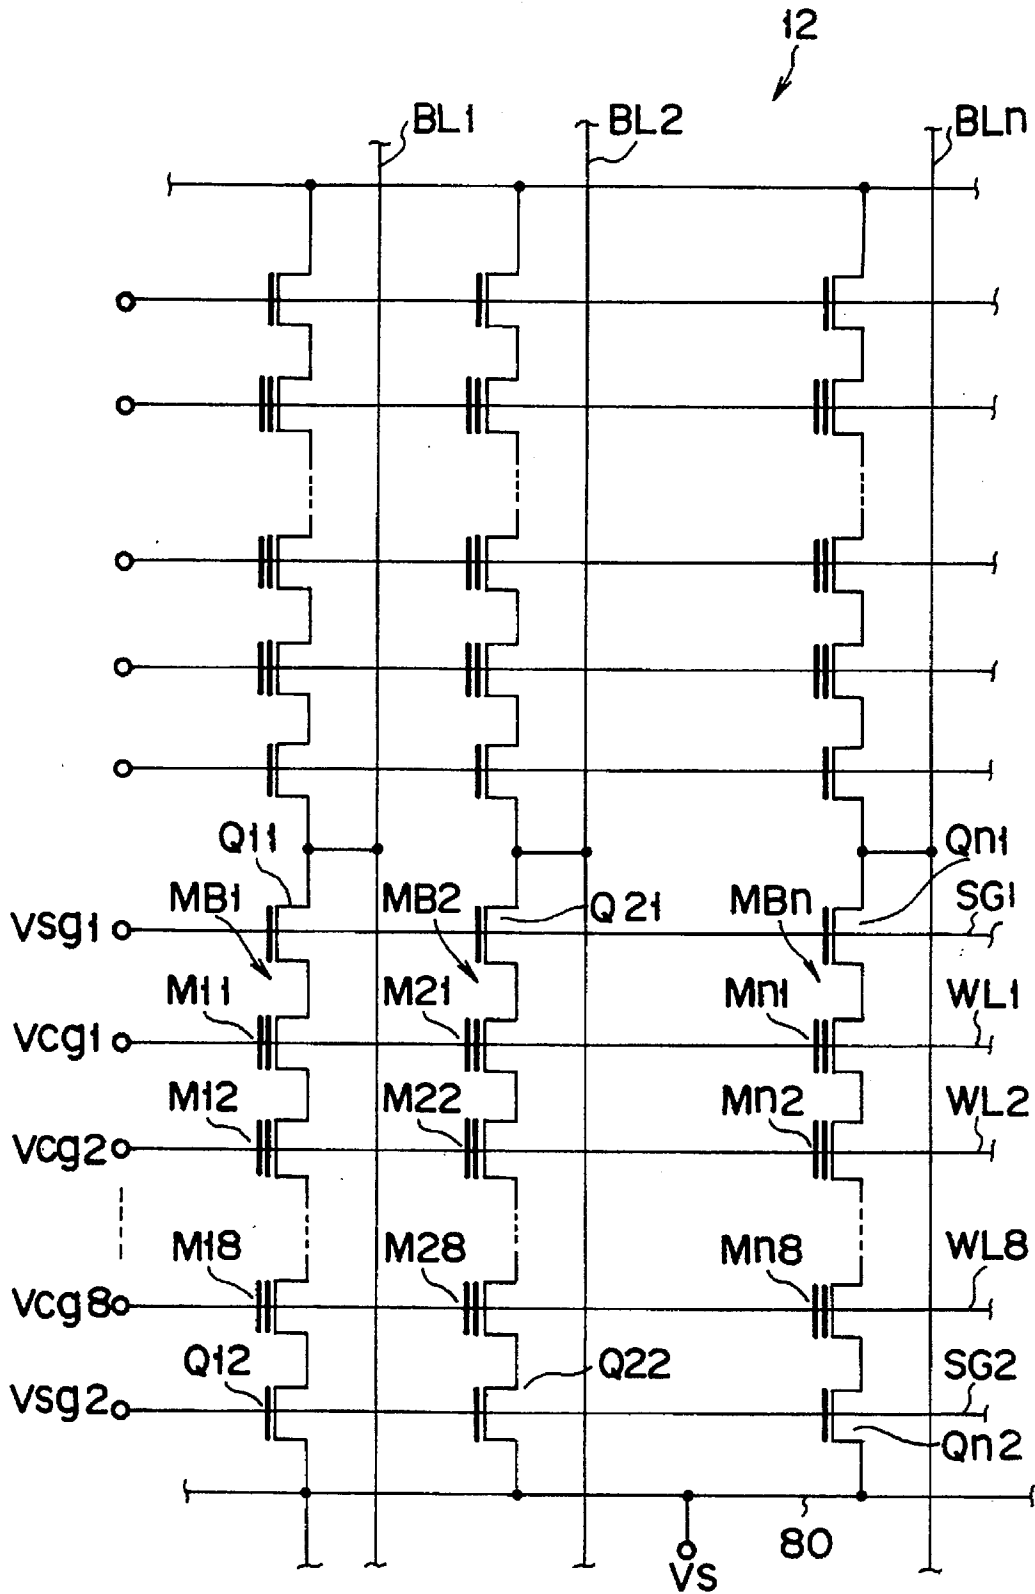 12
BL1 BL2 BLn
Q11 Qn1
MB1 MB2 Q21 MBn SG1
Vsg1
M11 M21 Mn1 WL1
Vcg1
M12 M22 Mn2 WL2
Vcg2
M18 M28 Mn8 WL8
Vcg8
Q12 Q22 SG2
Vsg2
Qn2
80
VS